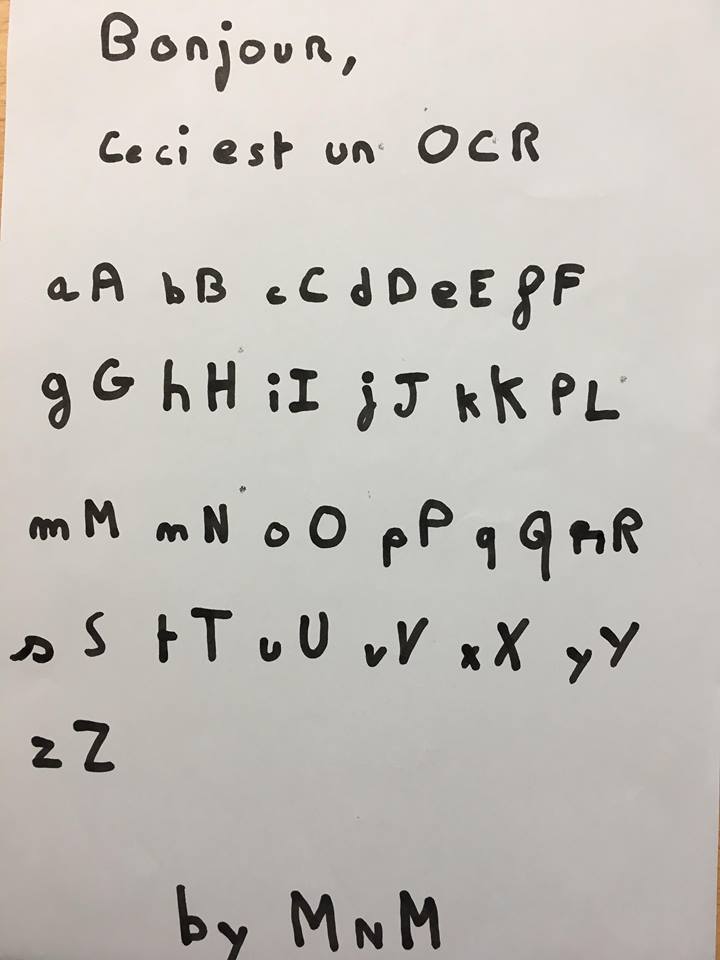 Bonjour,
Ceci est un OCR
aA bB cC dD eE fF
gG hH iI jJ kK lL
mM nN oO pP qQ rR
sS tT uU vV xX yY
zZ
by MNM